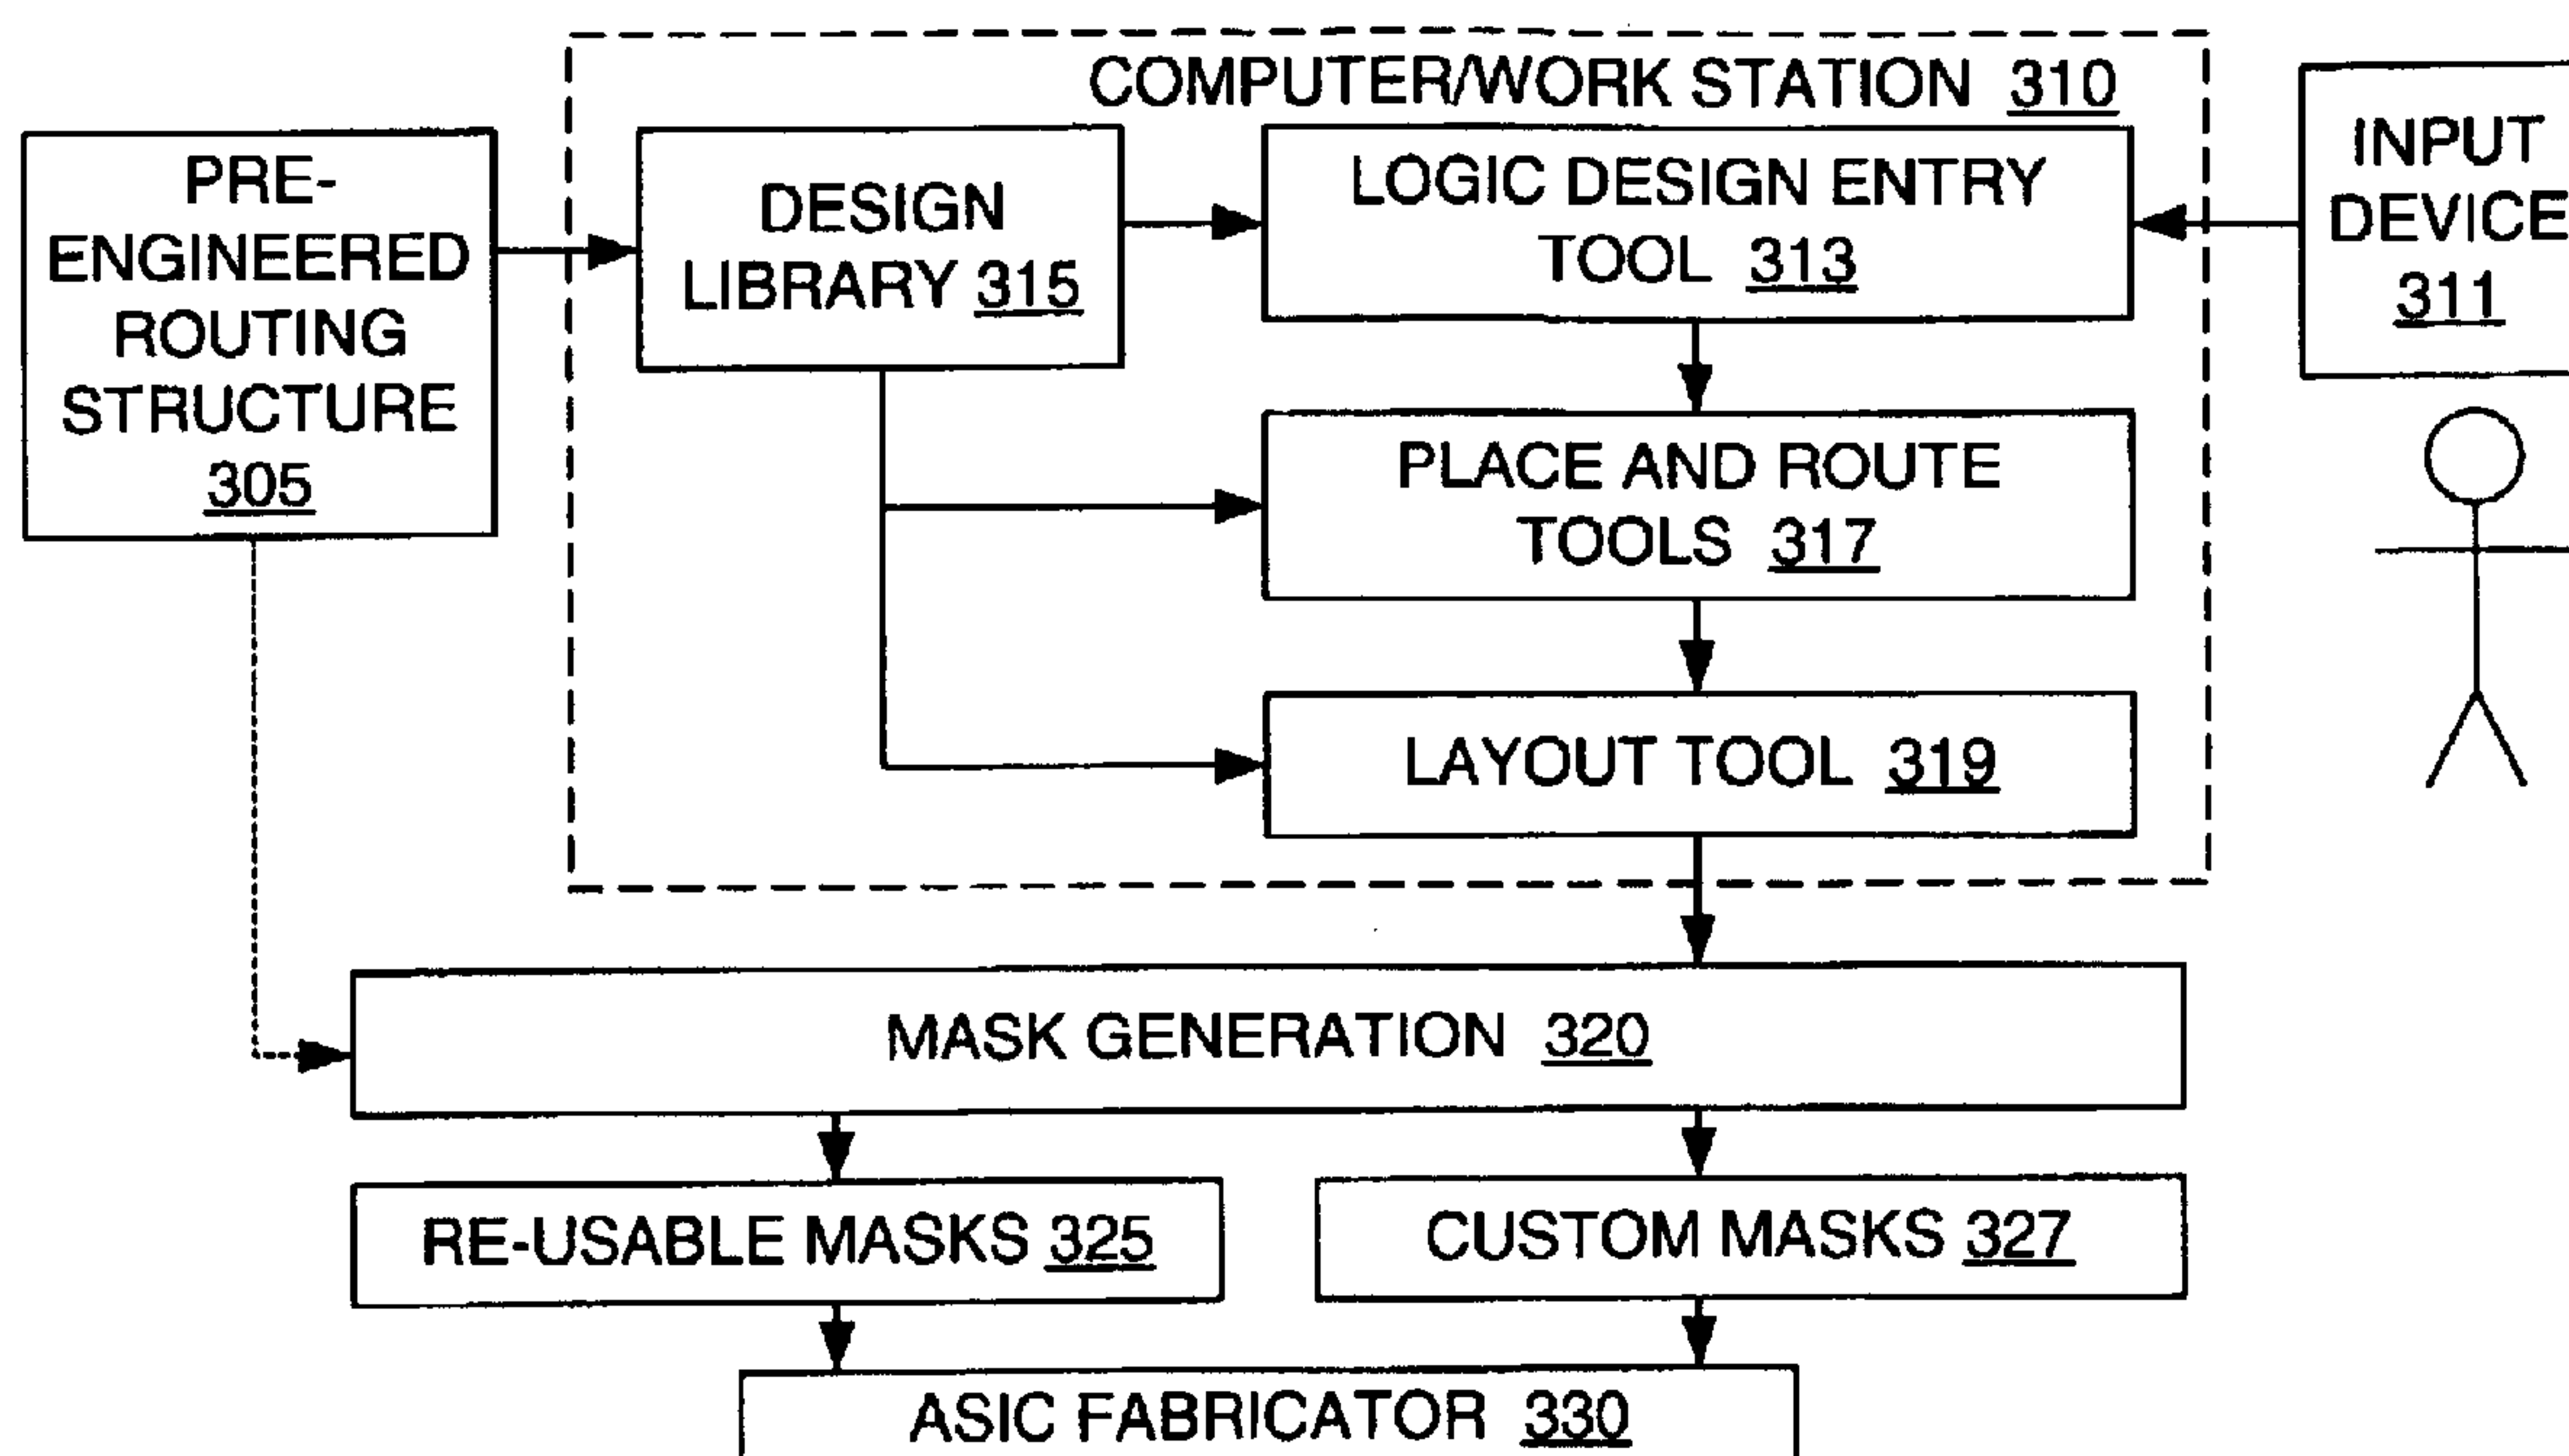 COMPUTER/WORK STATION 310
PRE-
ENGINEERED
ROUTING
STRUCTURE
305
DESIGN
LIBRARY 315
LOGIC DESIGN ENTRY
TOOL 313
INPUT
DEVICE
311
PLACE AND ROUTE
TOOLS 317
LAYOUT TOOL 319
MASK GENERATION 320
RE-USABLE MASKS 325
CUSTOM MASKS 327
ASIC FABRICATOR 330